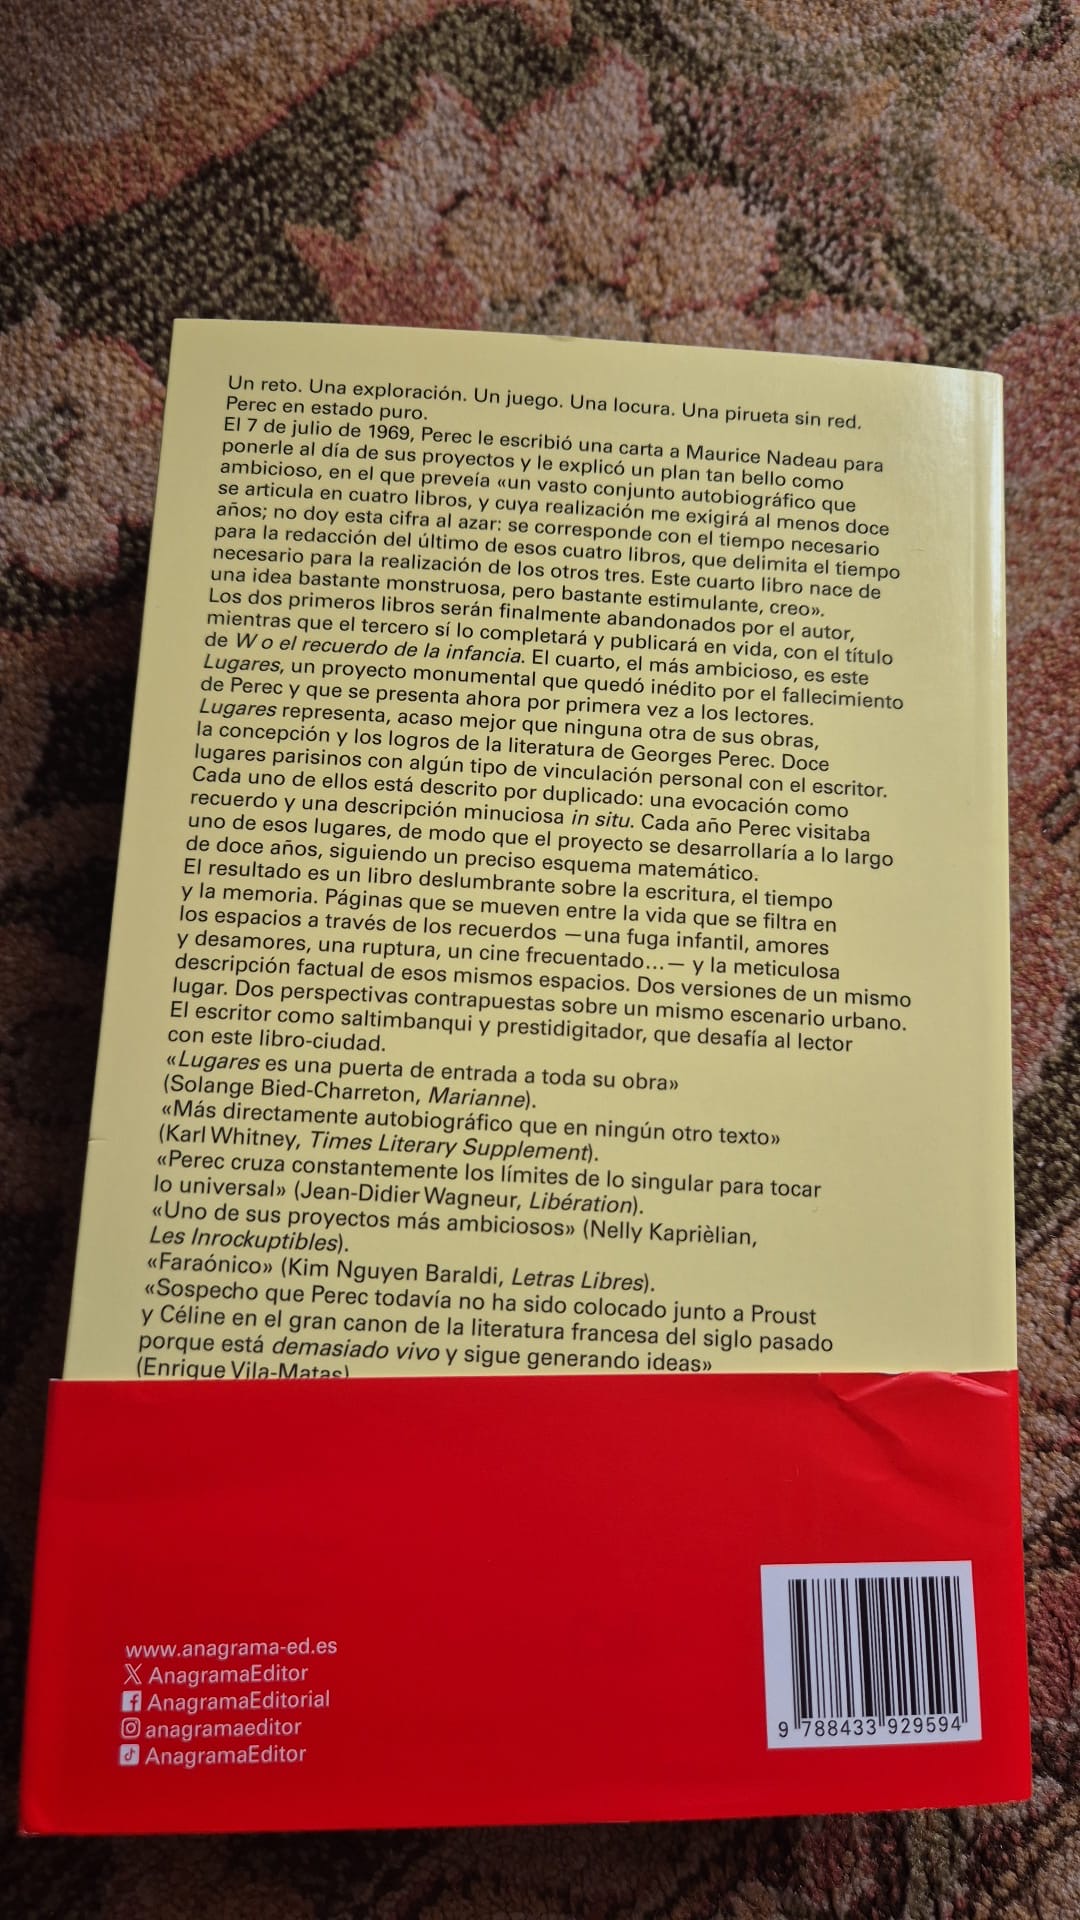 Un reto. Una exploración. Un juego. Una locura. Una pirueta sin red.
Perec en estado puro.
El 7 de julio de 1969, Perec le escribió una carta a Maurice Nadeau para
ponerle al día de sus proyectos y le explicó un plan tan bello como
ambicioso, en el que preveía «un vasto conjunto autobiográfico que
se articula en cuatro libros, y cuya realización me exigirá al menos doce
años; no doy esta cifra al azar: se corresponde con el tiempo necesario
para la redacción del último de esos cuatro libros, que delimita el tiempo
necesario para la realización de los otros tres. Este cuarto libro nace de
una idea bastante monstruosa, pero bastante estimulante, creo».
Los dos primeros libros serán finalmente abandonados por el autor,
mientras que el tercero sí lo completará y publicará en vida, con el título
de W o el recuerdo de la infancia. El cuarto, el más ambicioso, es este
Lugares, un proyecto monumental que quedó inédito por el fallecimiento
de Perec y que se presenta ahora por primera vez a los lectores.
Lugares representa, acaso mejor que ninguna otra de sus obras,
la concepción y los logros de la literatura de Georges Perec. Doce
lugares parisinos con algún tipo de vinculación personal con el escritor.
Cada uno de ellos está descrito por duplicado: una evocación como
recuerdo y una descripción minuciosa in situ. Cada año Perec visitaba
uno de esos lugares, de modo que el proyecto se desarrollaría a lo largo
de doce años, siguiendo un preciso esquema matemático.
El resultado es un libro deslumbrante sobre la escritura, el tiempo
y la memoria. Páginas que se mueven entre la vida que se filtra en
los espacios a través de los recuerdos —una fuga infantil, amores
y desamores, una ruptura, un cine frecuentado...— y la meticulosa
descripción factual de esos mismos espacios. Dos versiones de un mismo
lugar. Dos perspectivas contrapuestas sobre un mismo escenario urbano.
El escritor como saltimbanqui y prestidigitador, que desafía al lector
con este libro-ciudad.
«Lugares es una puerta de entrada a toda su obra»
(Solange Bied-Charreton, Marianne).
«Más directamente autobiográfico que en ningún otro texto»
(Karl Whitney, Times Literary Supplement).
«Perec cruza constantemente los límites de lo singular para tocar
lo universal» (Jean-Didier Wagneur, Libération).
«Uno de sus proyectos más ambiciosos» (Nelly Kaprièlian,
Les Inrockuptibles).
«Faraónico» (Kim Nguyen Baraldi, Letras Libres).
«Sospecho que Perec todavía no ha sido colocado junto a Proust
y Céline en el gran canon de la literatura francesa del siglo pasado
porque está demasiado vivo y sigue generando ideas»
(Enrique Vila-Matas)
www.anagrama-ed.es
X AnagramaEditor
f AnagramaEditorial
anagramaeditor
AnagramaEditor
9 788433 929594